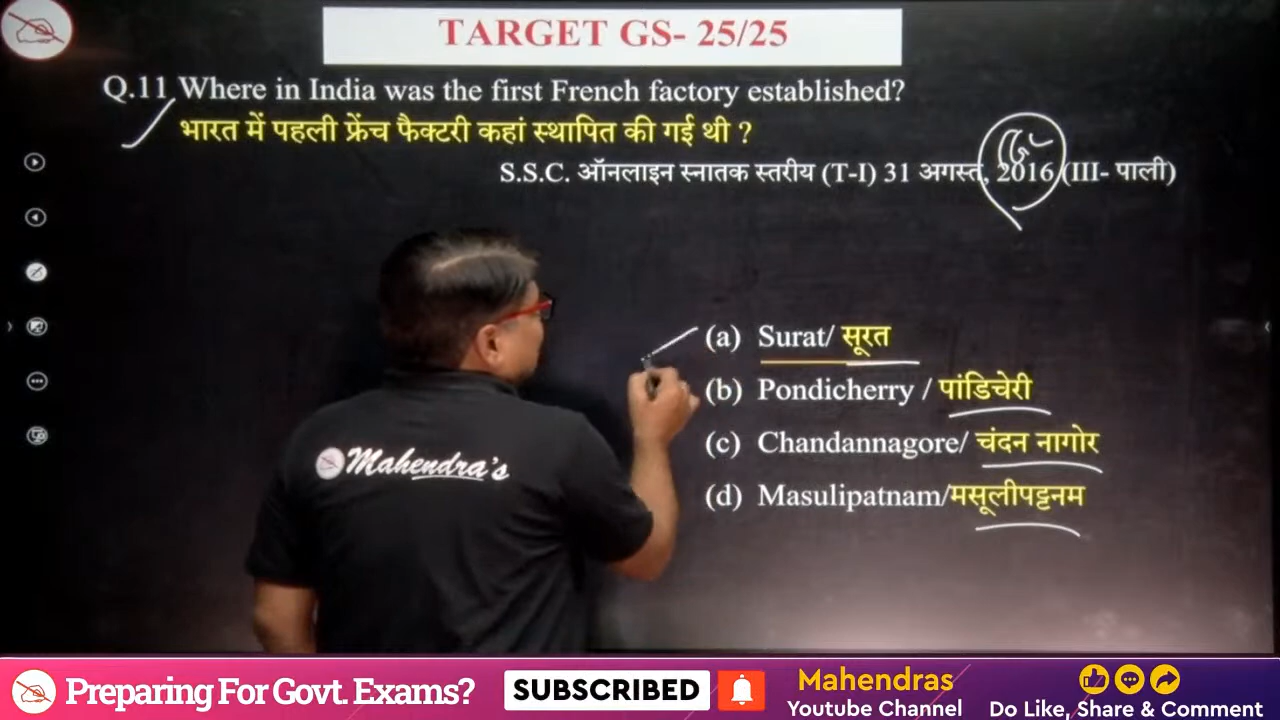 TARGET GS- 25/25
Q.11 Where in India was the first French factory established?
भारत में पहली फ्रेंच फैक्टरी कहां स्थापित की गई थी ?
S.S.C. ऑनलाइन स्नातक स्तरीय (T-I) 31 अगस्त, 2016 (III- पाली)
(a) Surat/ सूरत
(b) Pondicherry / पांडिचेरी
(c) Chandannagore/ चंदन नागोर
(d) Masulipatnam/मसूलीपट्टनम
Mahendra's
Preparing For Govt. Exams?
SUBSCRIBED
Mahendras
Youtube Channel
Do Like, Share & Comment